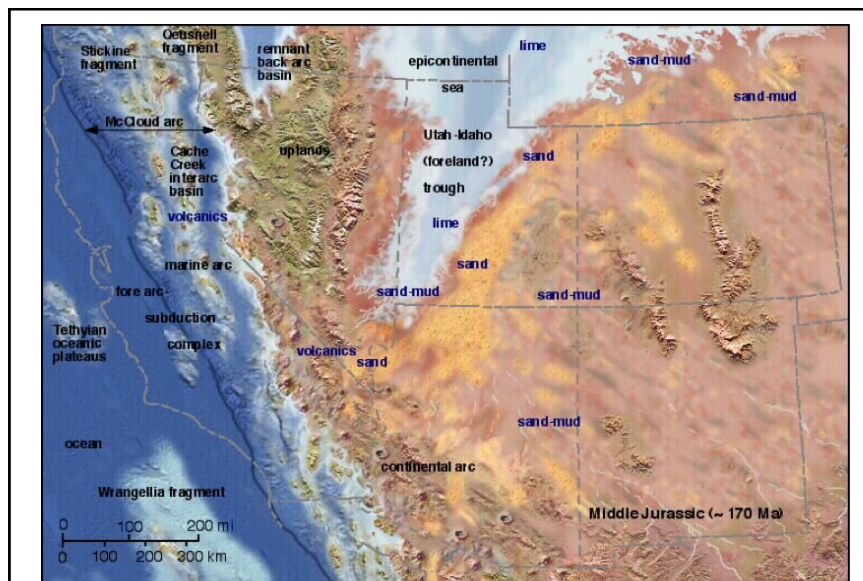 Qeusnell
fragment
Stickine
fragment
remnant
back arc
basin
lime
epicontinental
sea
sand-mud
sand-mud
McCloud arc
Utah-Idaho
(foreland?)
trough
uplands
sand
Cache
Creek
interarc
basin
volcanics
lime
marine arc
sand
fore arc
sand-mud
sand-mud
Tethyian
oceanic
plateaus
subduction
complex
volcanics
sand
sand-mud
ocean
continental arc
Wrangellia fragment
Middle Jurassic (~ 170 Ma)
0 100 200 mi
0 100 200 300 km